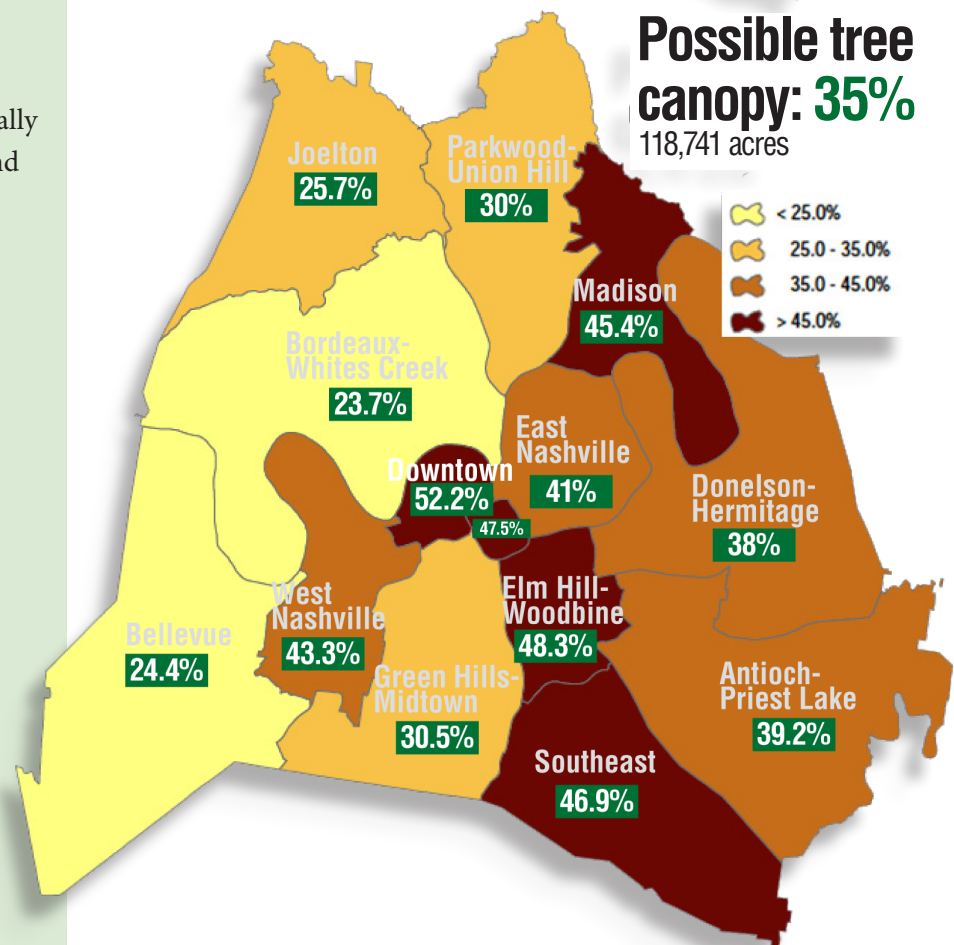 ally
nd
Possible tree
canopy: 35%
118,741 acres
< 25.0%
25.0 - 35.0%
35.0 - 45.0%
> 45.0%
Joelton
25.7%
Parkwood-
Union Hill
30%
Madison
45.4%
Bordeaux-
Whites Creek
23.7%
East
Nashville
41%
Downtown
52.2%
47.5%
Donelson-
Hermitage
38%
West
Nashville
43.3%
Elm Hill-
Woodbine
48.3%
Bellevue
24.4%
Green Hills-
Midtown
30.5%
Antioch-
Priest Lake
39.2%
Southeast
46.9%